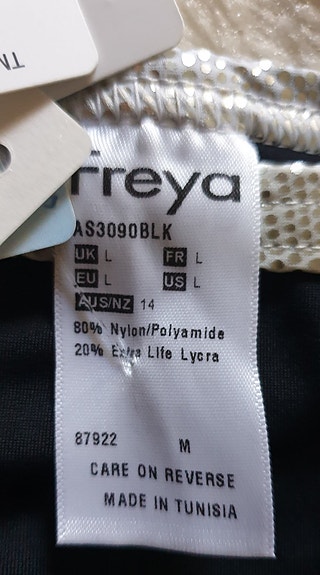 TN
Freya
AS3090BLK
UK L FR L
EU L US L
AUS/NZ 14
80% Nylon/Polyamide
20% Extra Life Lycra
87922 M
CARE ON REVERSE
MADE IN TUNISIA